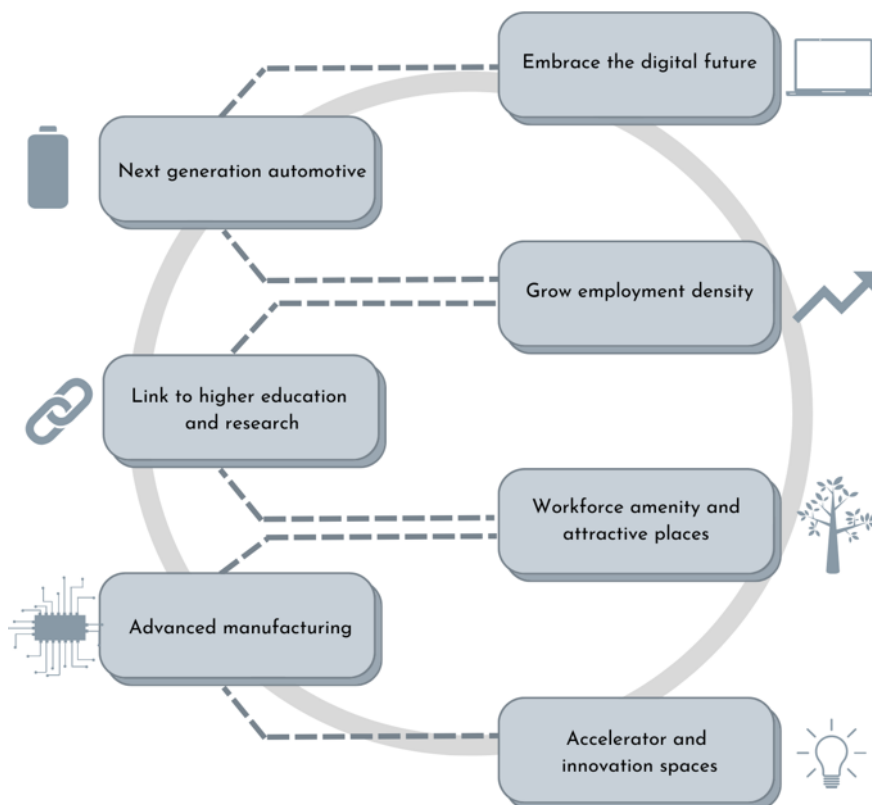 Embrace the digital future
Next generation automotive
Grow employment density
Link to higher education
and research
Workforce amenity and
attractive places
Advanced manufacturing
Accelerator and
innovation spaces